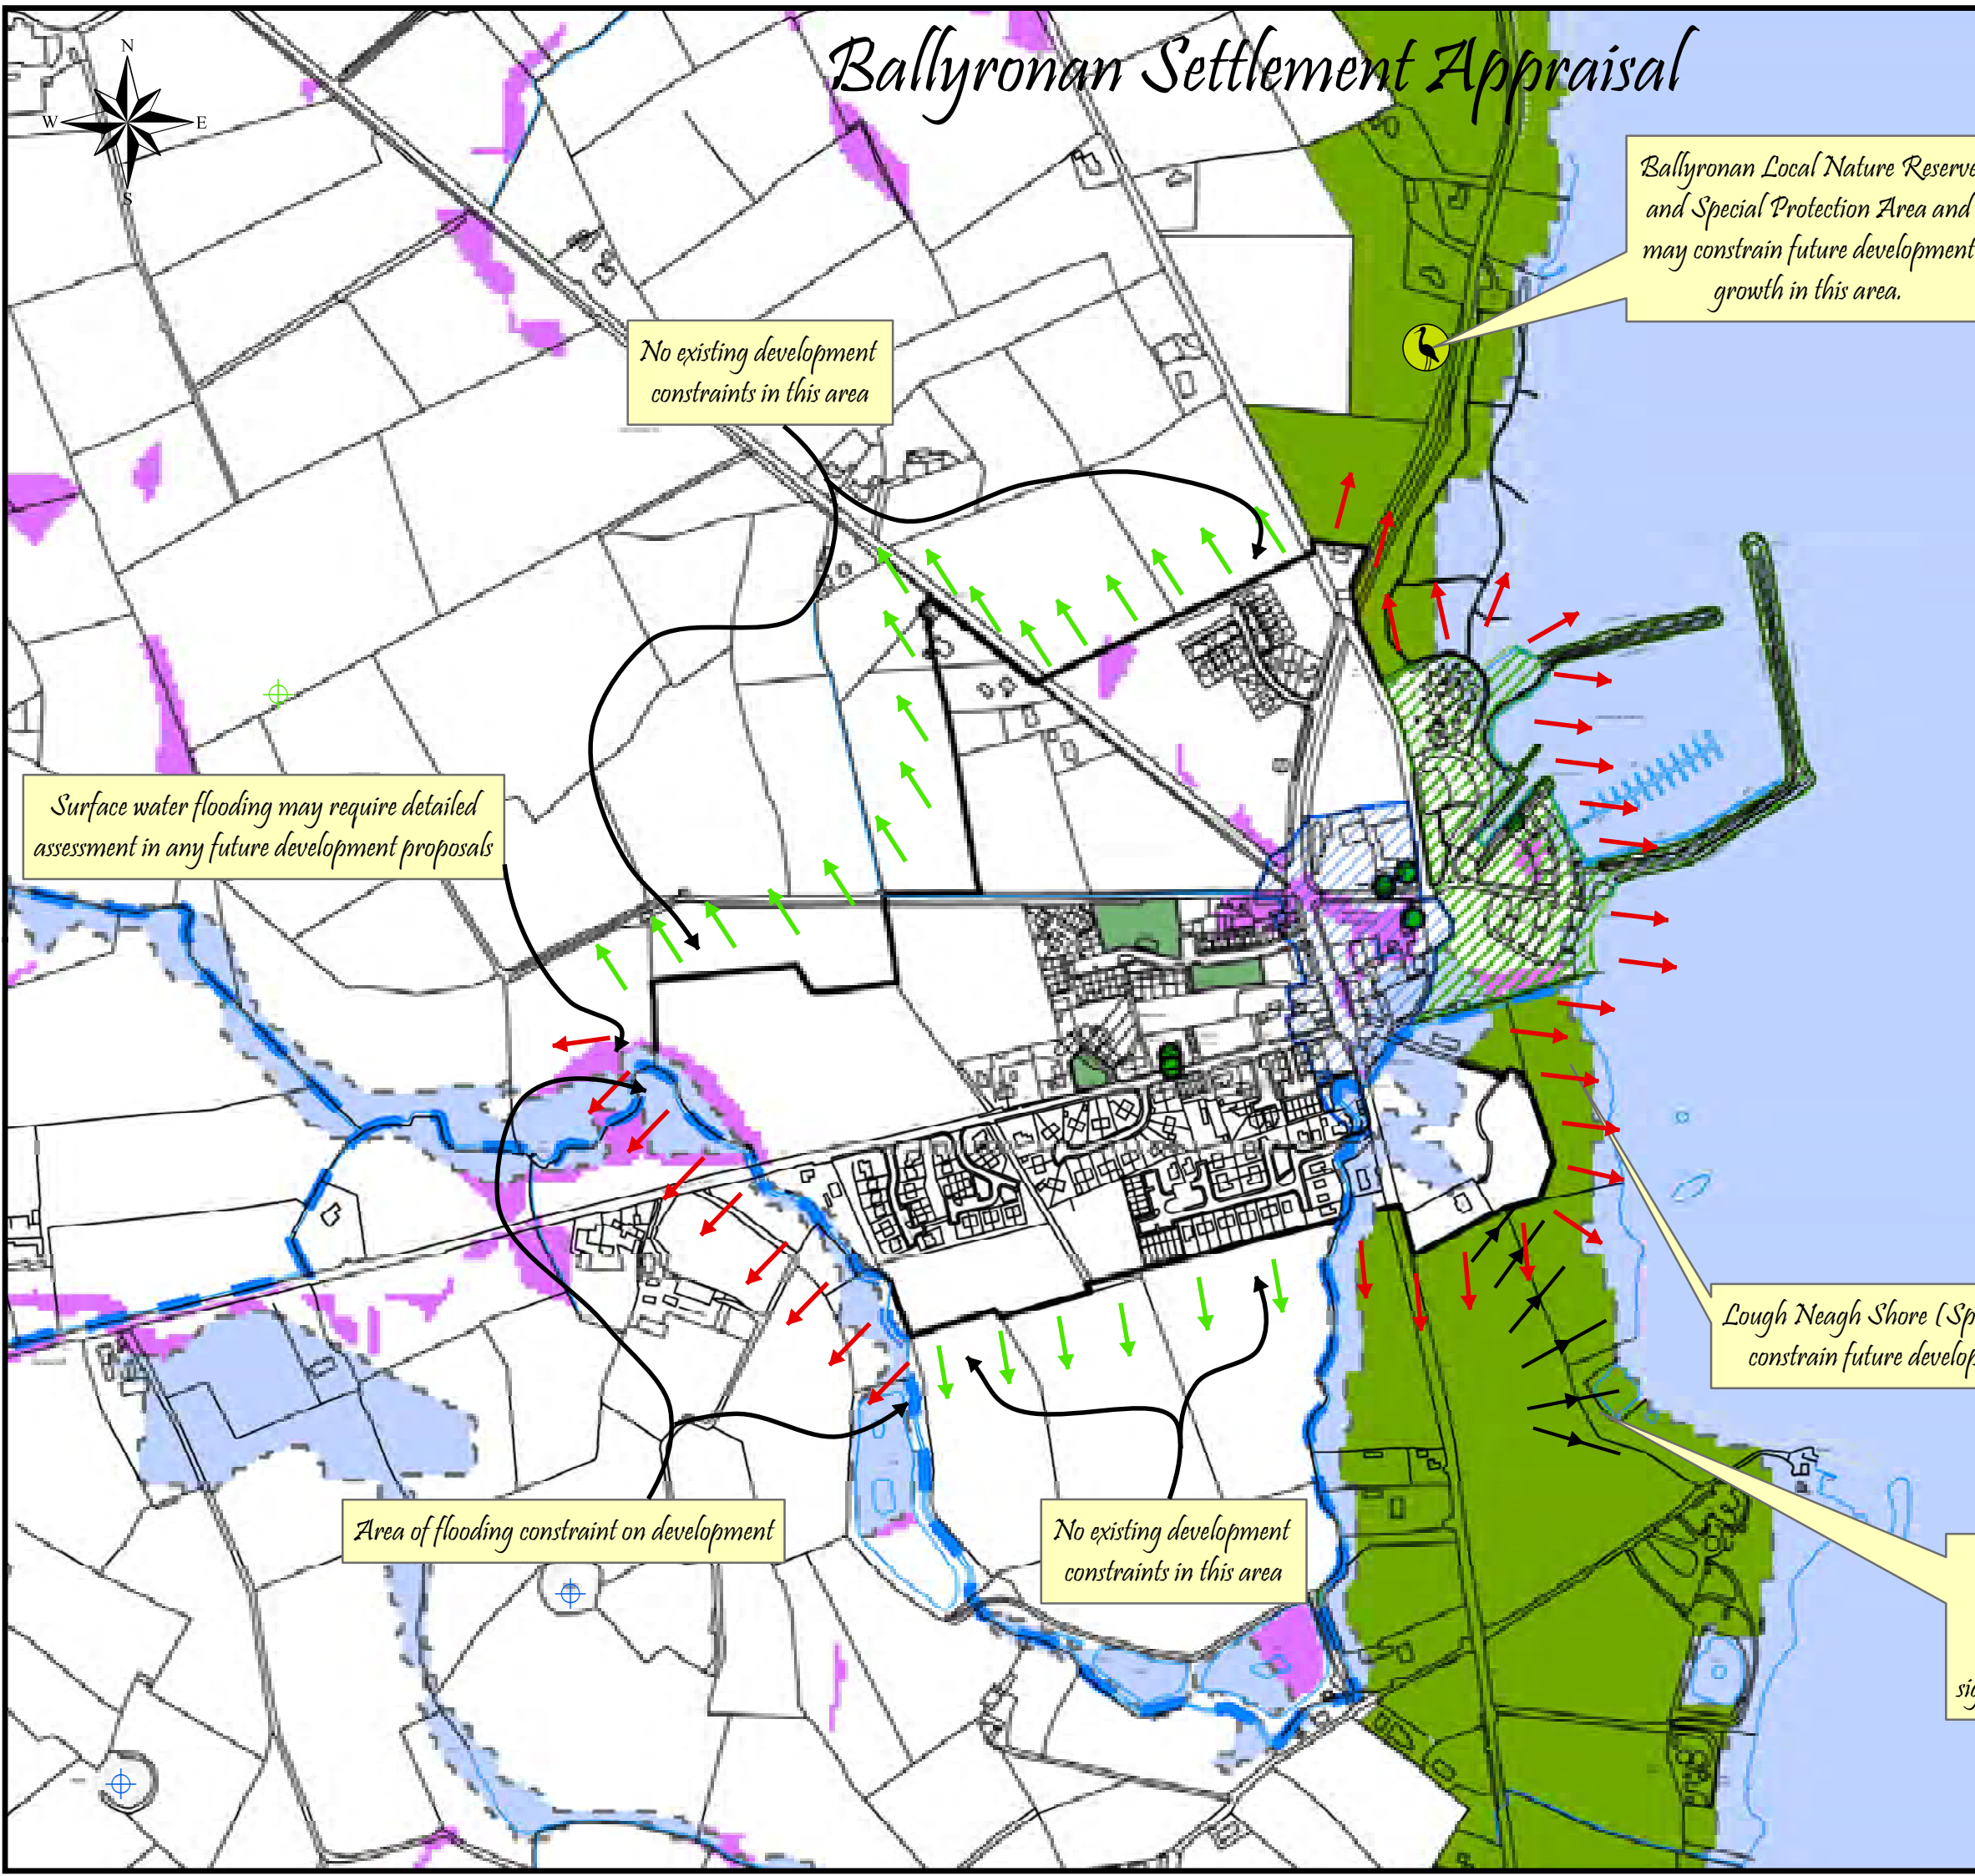 Ballyronan Settlement Appraisal
N
W
E
S
Ballyronan Local Nature Reserve
and Special Protection Area and
may constrain future development
growth in this area.
No existing development
constraints in this area
Surface water flooding may require detailed
assessment in any future development proposals
Lough Neagh Shore (Sp
constrain future develop
Area of flooding constraint on development
No existing development
constraints in this area